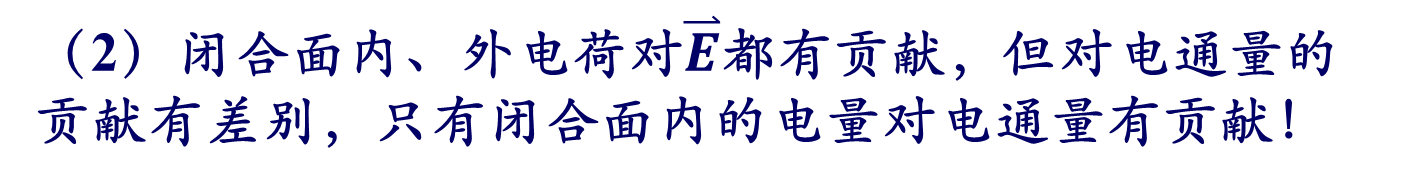 （2）闭合面内、外电荷对$\vec{E}$都有贡献，但对电通量的
贡献有差别，只有闭合面内的电量对电通量有贡献！